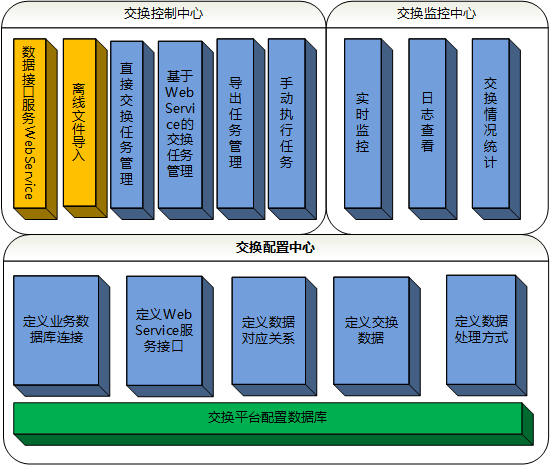 交换控制中心
交换监控中心
数据接口服务WebService
离线文件导入
直接交换任务管理
基于
Web
Servi
ce的
交换
任务
管理
导出任务管理
手动执行任务
实时监控
日志查看
交换情况统计
交换配置中心
定义业务数
据库连接
定义Web
Service服
务接口
定义数据
对应关系
定义交换
数据
定义数据
处理方式
交换平台配置数据库